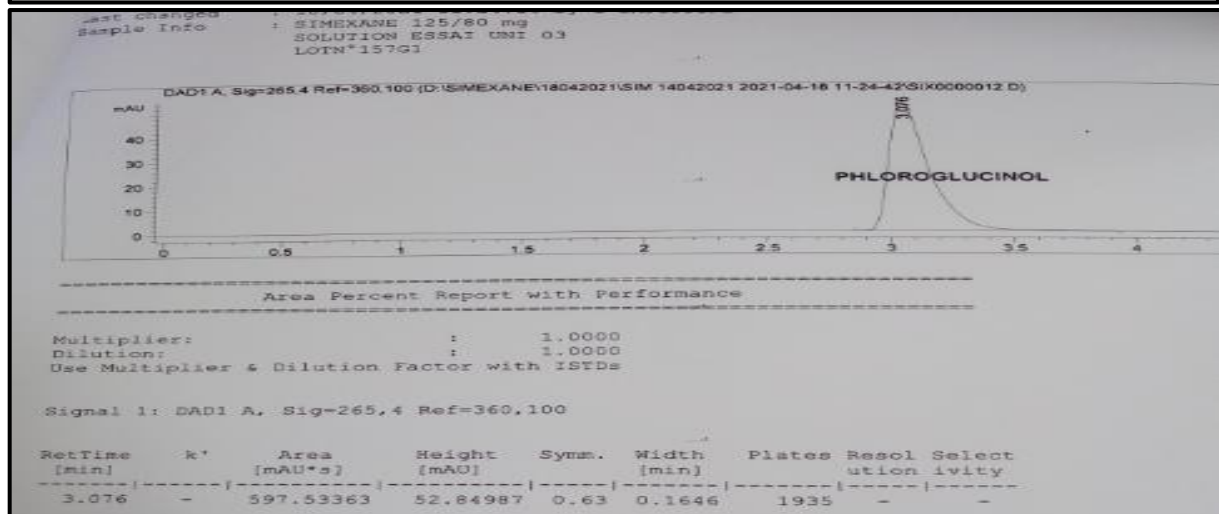 Last changed :
Sample Info : SIMEXANE 125/80 mg
SOLUTION ESSAI UNI 03
LOTN°157G1
DAD1 A, Sig=265,4 Ref=360,100 (D:\SIMEXANE\18042021\SIM 14042021 2021-04-18 11-24-42\SIX0000012.D)
mAU
40
30
20
10
0
3.076
PHLOROGLUCINOL
0 0.5 1 1.5 2 2.5 3 3.5 4
Area Percent Report with Performance
Multiplier: : 1.0000
Dilution: : 1.0000
Use Multiplier & Dilution Factor with ISTDs
Signal 1: DAD1 A, Sig=265,4 Ref=360,100
RetTime k' Area Height Symm. Width Plates Resol Select
[min] [mAU*s] [mAU] [min] ution ivity
-------|------|----------|----------|-----|-------|-------|------|------
3.076 - 597.53363 52.84987 0.63 0.1646 1935 - -